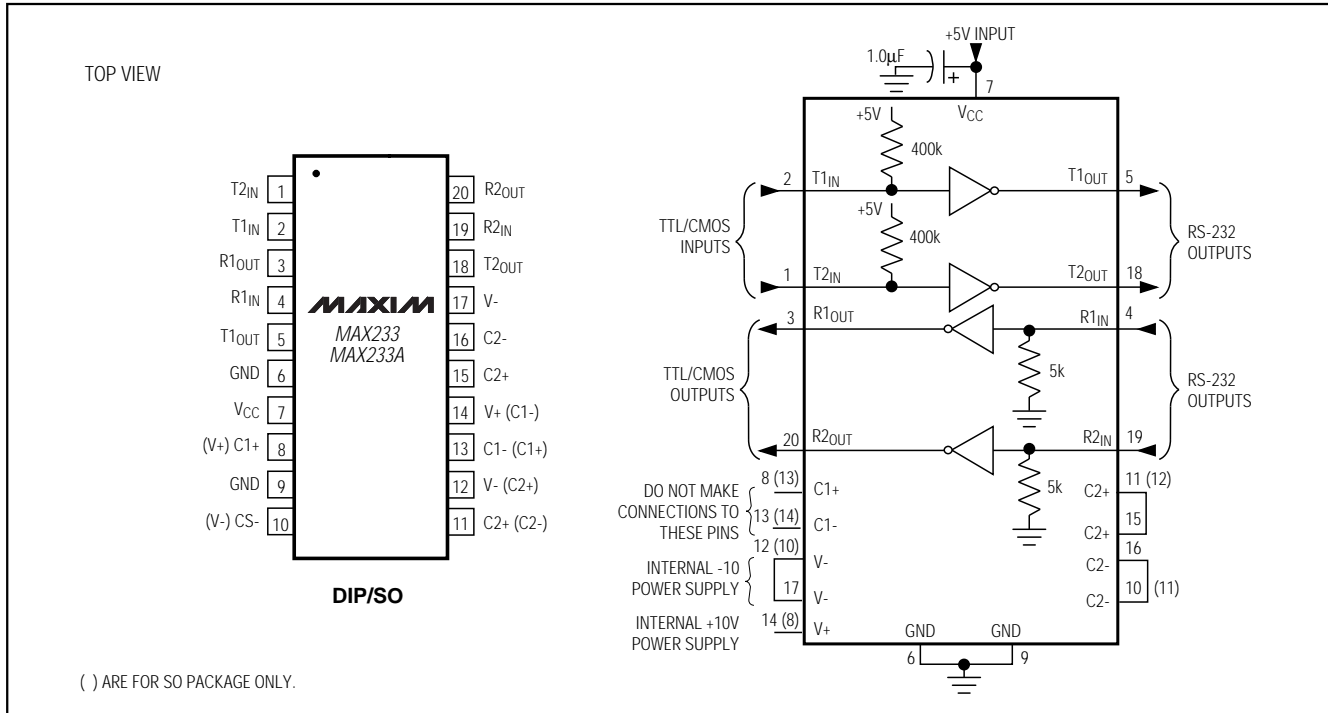 TOP VIEW
T2IN 1
T1IN 2
R1OUT 3
R1IN 4
T1OUT 5
GND 6
VCC 7
(V+) C1+ 8
GND 9
(V-) CS- 10
20 R2OUT
19 R2IN
18 T2OUT
17 V-
16 C2-
15 C2+
14 V+ (C1-)
13 C1- (C1+)
12 V- (C2+)
11 C2+ (C2-)
MAXIM
MAX233
MAX233A
DIP/SO
( ) ARE FOR SO PACKAGE ONLY.
+5V INPUT
1.0μF
+
7
VCC
+5V
400k
2 T1IN
T1OUT 5
+5V
400k
TTL/CMOS
INPUTS
RS-232
OUTPUTS
1 T2IN
T2OUT 18
3 R1OUT
R1IN 4
5k
TTL/CMOS
OUTPUTS
RS-232
OUTPUTS
20 R2OUT
R2IN 19
5k
DO NOT MAKE
CONNECTIONS TO
THESE PINS
8 (13) C1+
13 (14) C1-
INTERNAL -10
POWER SUPPLY
12 (10) V-
17 V-
INTERNAL +10V
POWER SUPPLY
14 (8) V+
C2+ 11 (12)
C2+ 15
C2- 16
C2- 10 (11)
GND GND
6 9